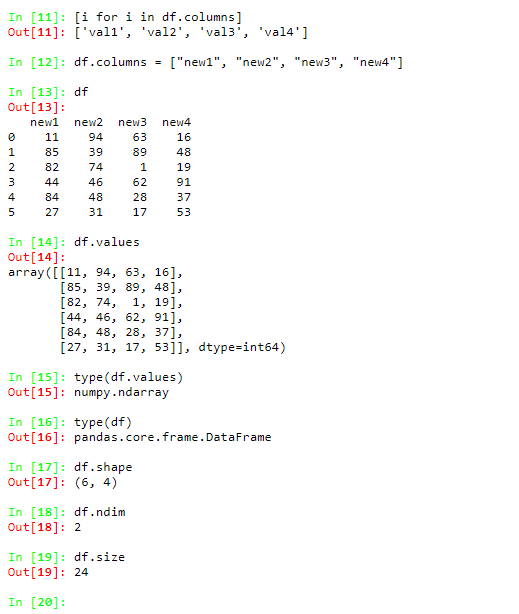 In [11]: [i for i in df.columns]
Out[11]: ['val1', 'val2', 'val3', 'val4']
In [12]: df.columns = ["new1", "new2", "new3", "new4"]
In [13]: df
Out[13]:
   new1  new2  new3  new4
0    11    94    63    16
1    85    39    89    48
2    82    74     1    19
3    44    46    62    91
4    84    48    28    37
5    27    31    17    53
In [14]: df.values
Out[14]:
array([[11, 94, 63, 16],
       [85, 39, 89, 48],
       [82, 74,  1, 19],
       [44, 46, 62, 91],
       [84, 48, 28, 37],
       [27, 31, 17, 53]], dtype=int64)
In [15]: type(df.values)
Out[15]: numpy.ndarray
In [16]: type(df)
Out[16]: pandas.core.frame.DataFrame
In [17]: df.shape
Out[17]: (6, 4)
In [18]: df.ndim
Out[18]: 2
In [19]: df.size
Out[19]: 24
In [20]: